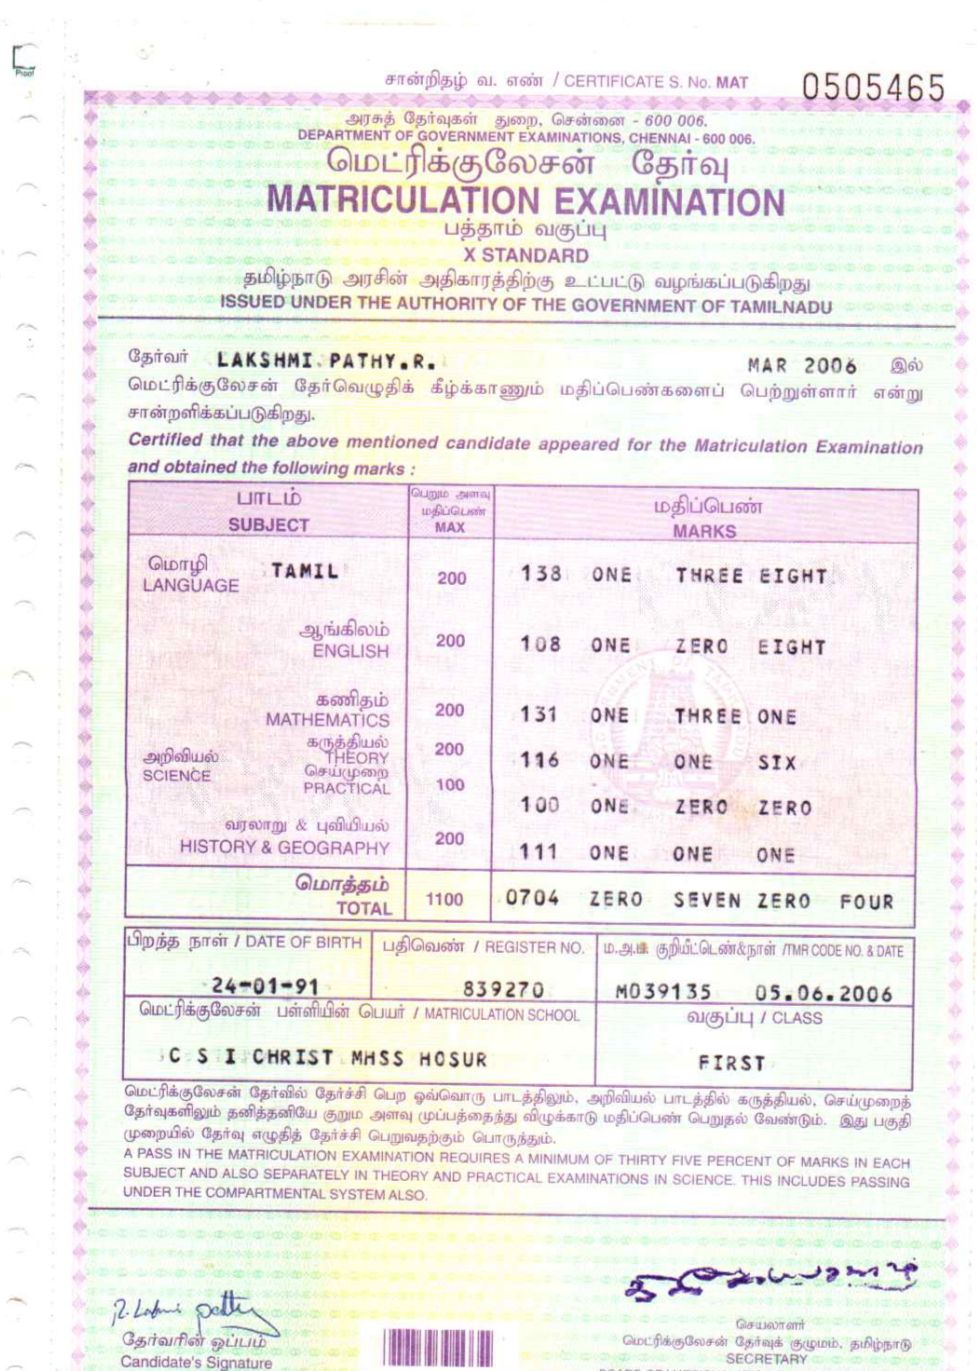 Proof
சான்றிதழ் வ. எண் / CERTIFICATE S. No. MAT 0505465
அரசுத் தேர்வுகள் துறை, சென்னை - 600 006.
DEPARTMENT OF GOVERNMENT EXAMINATIONS, CHENNAI - 600 006.
மெட்ரிக்குலேசன் தேர்வு
MATRICULATION EXAMINATION
பத்தாம் வகுப்பு
X STANDARD
தமிழ்நாடு அரசின் அதிகாரத்திற்கு உட்பட்டு வழங்கப்படுகிறது
ISSUED UNDER THE AUTHORITY OF THE GOVERNMENT OF TAMILNADU
தேர்வர் LAKSHMI PATHY.R. MAR 2006 இல்
மெட்ரிக்குலேசன் தேர்வெழுதிக் கீழ்க்காணும் மதிப்பெண்களைப் பெற்றுள்ளார் என்று
சான்றளிக்கப்படுகிறது.
Certified that the above mentioned candidate appeared for the Matriculation Examination
and obtained the following marks :
பாடம் பெறும அளவு மதிப்பெண் மதிப்பெண்
SUBJECT MAX MARKS
மொழி
LANGUAGE TAMIL 200 138 ONE THREE EIGHT
ஆங்கிலம்
ENGLISH 200 108 ONE ZERO EIGHT
கணிதம்
MATHEMATICS 200 131 ONE THREE ONE
அறிவியல் கருத்தியல்
SCIENCE THEORY 200 116 ONE ONE SIX
செய்முறை
PRACTICAL 100 100 ONE ZERO ZERO
வரலாறு & புவியியல்
HISTORY & GEOGRAPHY 200 111 ONE ONE ONE
மொத்தம்
TOTAL 1100 0704 ZERO SEVEN ZERO FOUR
பிறந்த நாள் / DATE OF BIRTH பதிவெண் / REGISTER NO. ம.அ.உ குறியீட்டெண்&நாள் /TMR CODE NO. & DATE
24-01-91 839270 M039135 05.06.2006
மெட்ரிக்குலேசன் பள்ளியின் பெயர் / MATRICULATION SCHOOL வகுப்பு / CLASS
C S I CHRIST MHSS HOSUR FIRST
மெட்ரிக்குலேசன் தேர்வில் தேர்ச்சி பெற ஒவ்வொரு பாடத்திலும், அறிவியல் பாடத்தில் கருத்தியல், செய்முறைத்
தேர்வுகளிலும் தனித்தனியே குறும அளவு முப்பத்தைந்து விழுக்காடு மதிப்பெண் பெறுதல் வேண்டும். இது பகுதி
முறையில் தேர்வு எழுதித் தேர்ச்சி பெறுவதற்கும் பொருந்தும்.
A PASS IN THE MATRICULATION EXAMINATION REQUIRES A MINIMUM OF THIRTY FIVE PERCENT OF MARKS IN EACH
SUBJECT AND ALSO SEPARATELY IN THEORY AND PRACTICAL EXAMINATIONS IN SCIENCE. THIS INCLUDES PASSING
UNDER THE COMPARTMENTAL SYSTEM ALSO.
R. Lakmi pathy
தேர்வரின் ஒப்பம்
Candidate's Signature
செயலாளர்
மெட்ரிக்குலேசன் தேர்வுக் குழுமம், தமிழ்நாடு
SECRETARY